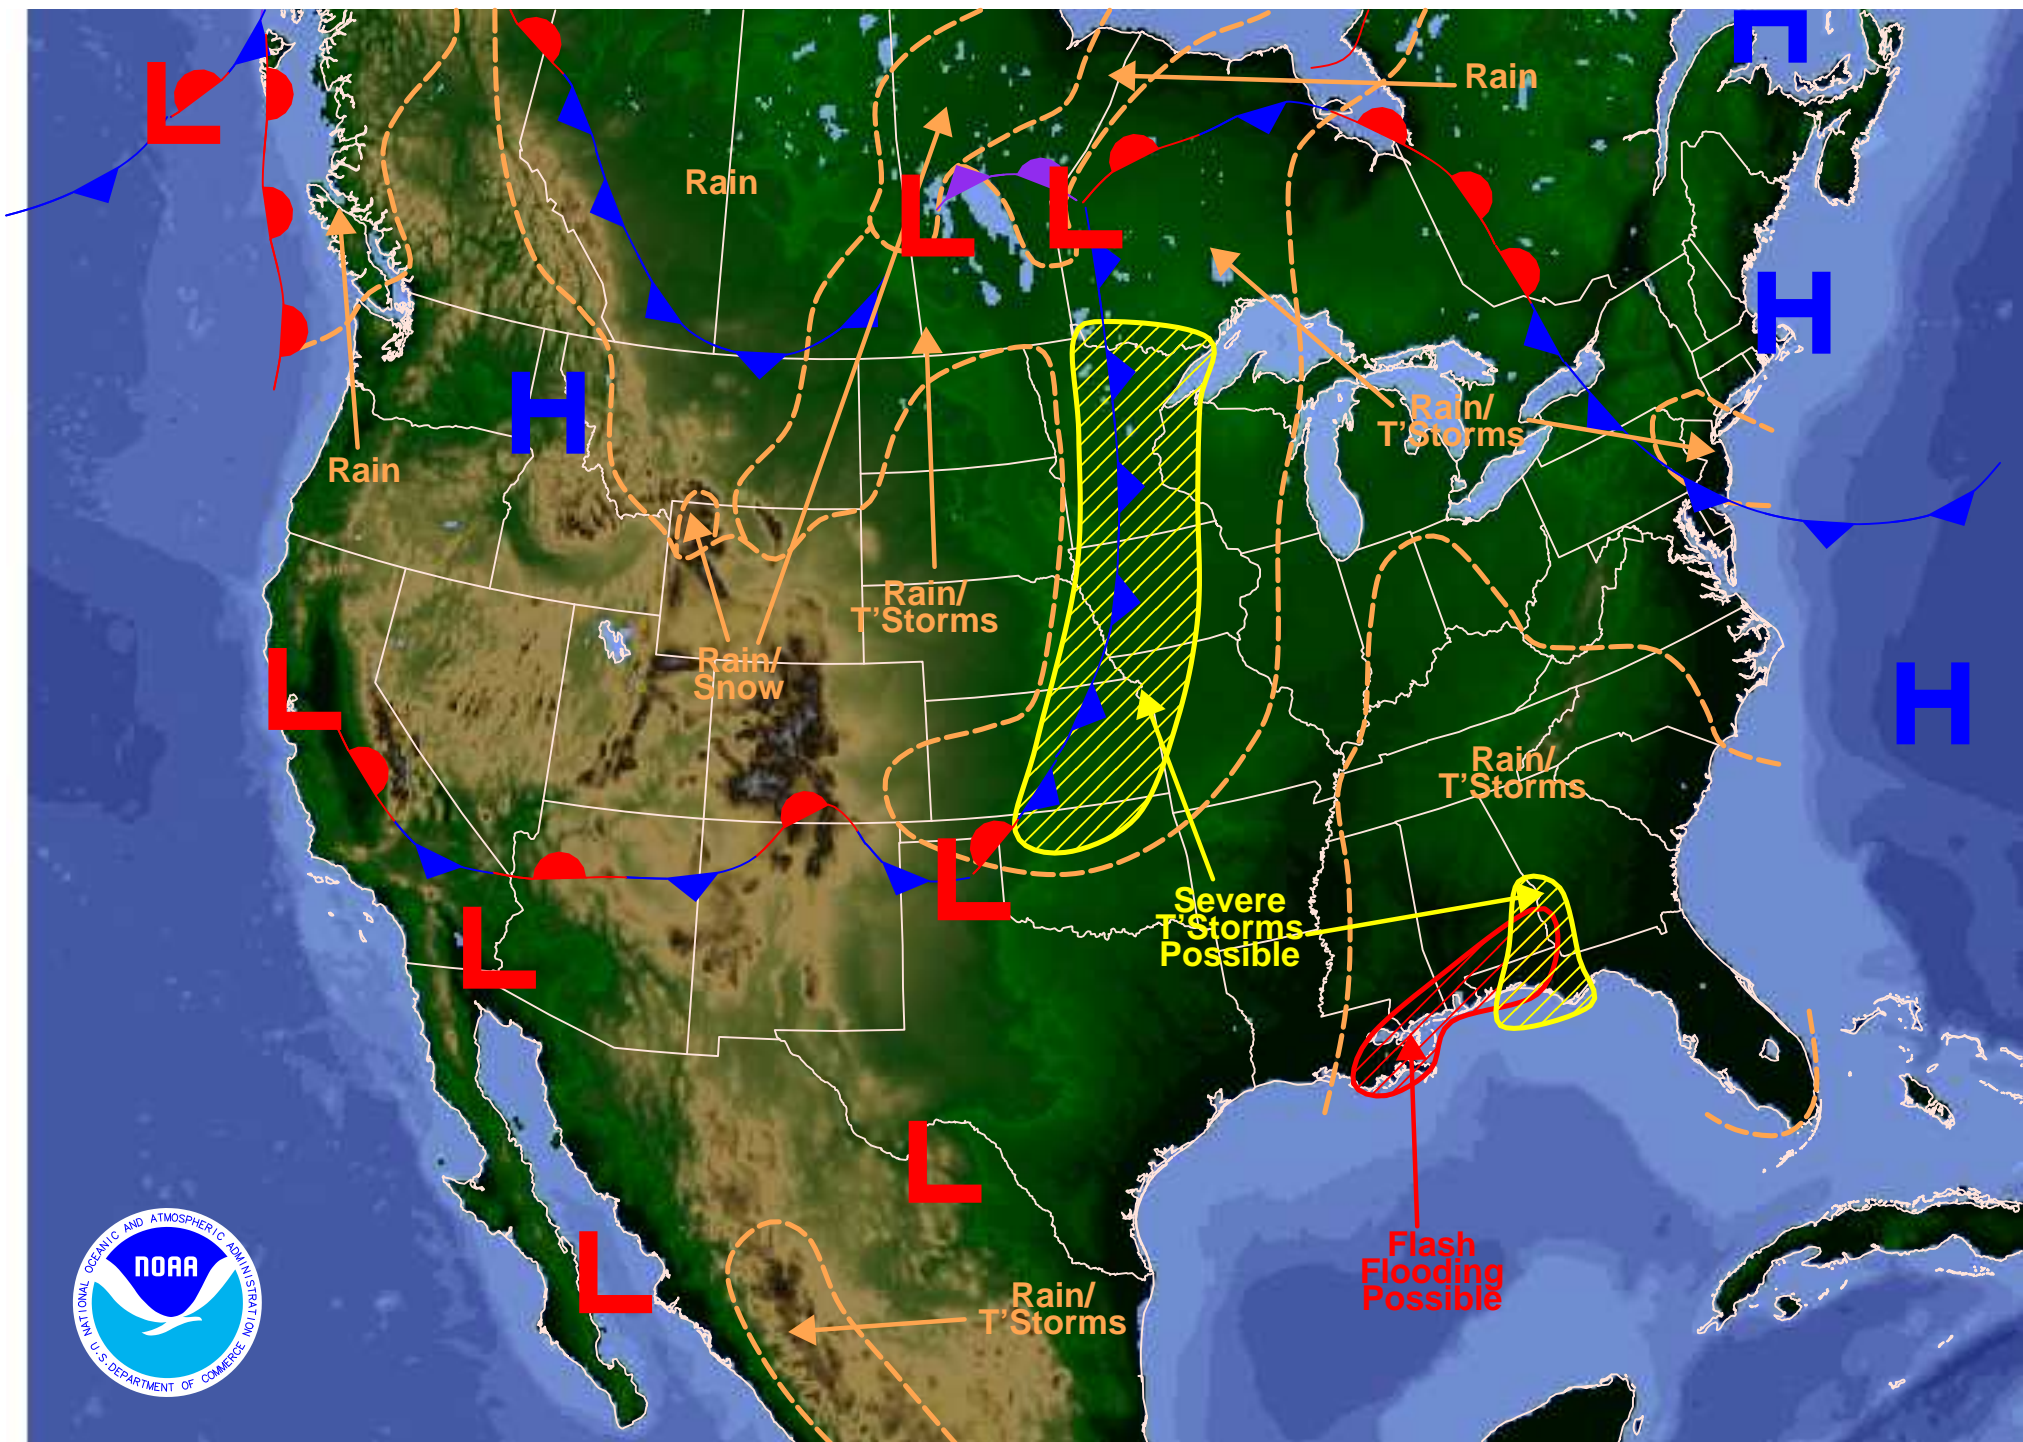 H
L
Rain
Rain
L
L
H
H
Rain
Rain/
T'Storms
Rain/
T'Storms
Rain/
Snow
L
H
Rain/
T'Storms
L
Severe
T'Storms
Possible
L
L
L
Flash
Flooding
Possible
Rain/
T'Storms
NATIONAL OCEANIC AND ATMOSPHERIC ADMINISTRATION
NOAA
U.S. DEPARTMENT OF COMMERCE